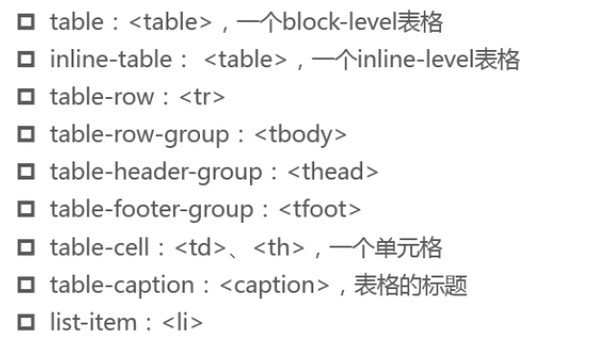 table：<table>，一个block-level表格
inline-table： <table>，一个inline-level表格
table-row：<tr>
table-row-group：<tbody>
table-header-group：<thead>
table-footer-group：<tfoot>
table-cell：<td>、<th>，一个单元格
table-caption：<caption>，表格的标题
list-item：<li>